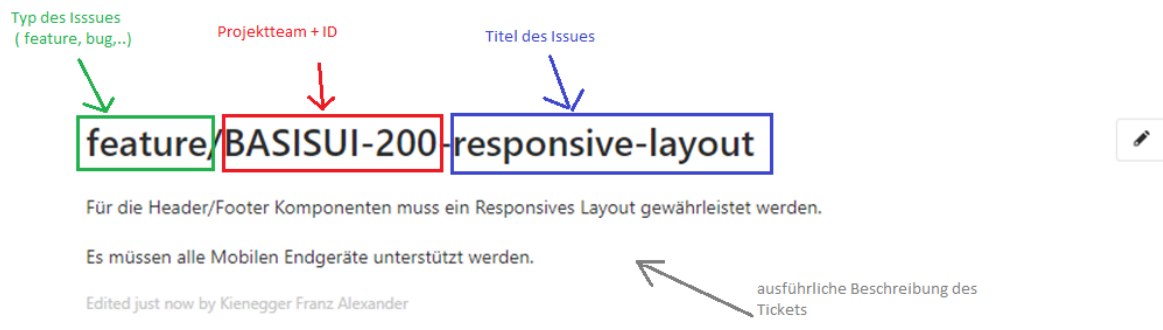 Typ des Isssues
( feature, bug,..)
Projektteam + ID
Titel des Issues
feature/BASISUI-200-responsive-layout
Für die Header/Footer Komponenten muss ein Responsives Layout gewährleistet werden.
Es müssen alle Mobilen Endgeräte unterstützt werden.
Edited just now by Kienegger Franz Alexander
ausführliche Beschreibung des
Tickets